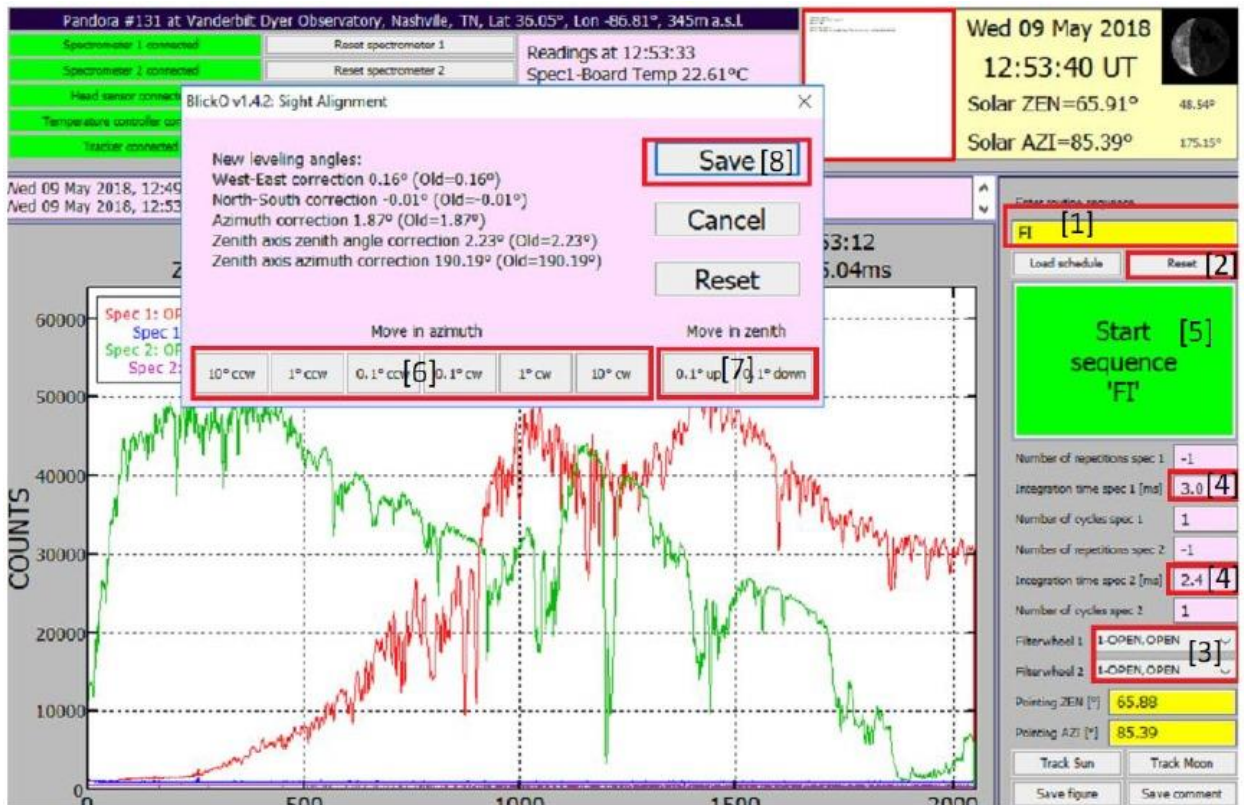 Pandora #131 at Vanderbilt Dyer Observatory, Nashville, TN, Lat 36.05°, Lon -86.81°, 345m a.s.l.
Spectrometer 1 connected
Reset spectrometer 1
Spectrometer 2 connected
Reset spectrometer 2
Head sensor connect
Temperature controller con
Tracker connected
Readings at 12:53:33
Spec1-Board Temp 22.61°C
Wed 09 May 2018
12:53:40 UT
Solar ZEN=65.91°
48.54°
Solar AZI=85.39°
175.15°
BlickO v1.4.2: Sight Alignment
New leveling angles:
West-East correction 0.16° (Old=0.16°)
North-South correction -0.01° (Old=-0.01°)
Azimuth correction 1.87° (Old=1.87°)
Zenith axis zenith angle correction 2.23° (Old=2.23°)
Zenith axis azimuth correction 190.19° (Old=190.19°)
Save [8]
Cancel
Reset
Move in azimuth
Move in zenith
10° ccw
1° ccw
0.1° ccw
[6]
0.1° cw
1° cw
10° cw
0.1° up
[7]
0.1° down
Wed 09 May 2018, 12:49
Wed 09 May 2018, 12:53
53:12
5.04ms
Spec 1: OP
Spec 1
Spec 2: OP
Spec 2:
COUNTS
60000
50000
40000
30000
20000
10000
0
0
500
1000
1500
2000
Enter routine sequence
FI [1]
Load schedule
Reset [2]
Start [5]
sequence
'FI'
Number of repetitions spec 1 -1
Integration time spec 1 [ms] 3.0 [4]
Number of cycles spec 1 1
Number of repetitions spec 2 -1
Integration time spec 2 [ms] 2.4 [4]
Number of cycles spec 2 1
Filterwheel 1 1-OPEN,OPEN
[3]
Filterwheel 2 1-OPEN,OPEN
Pointing ZEN [°] 65.88
Pointing AZI [°] 85.39
Track Sun
Track Moon
Save figure
Save comment